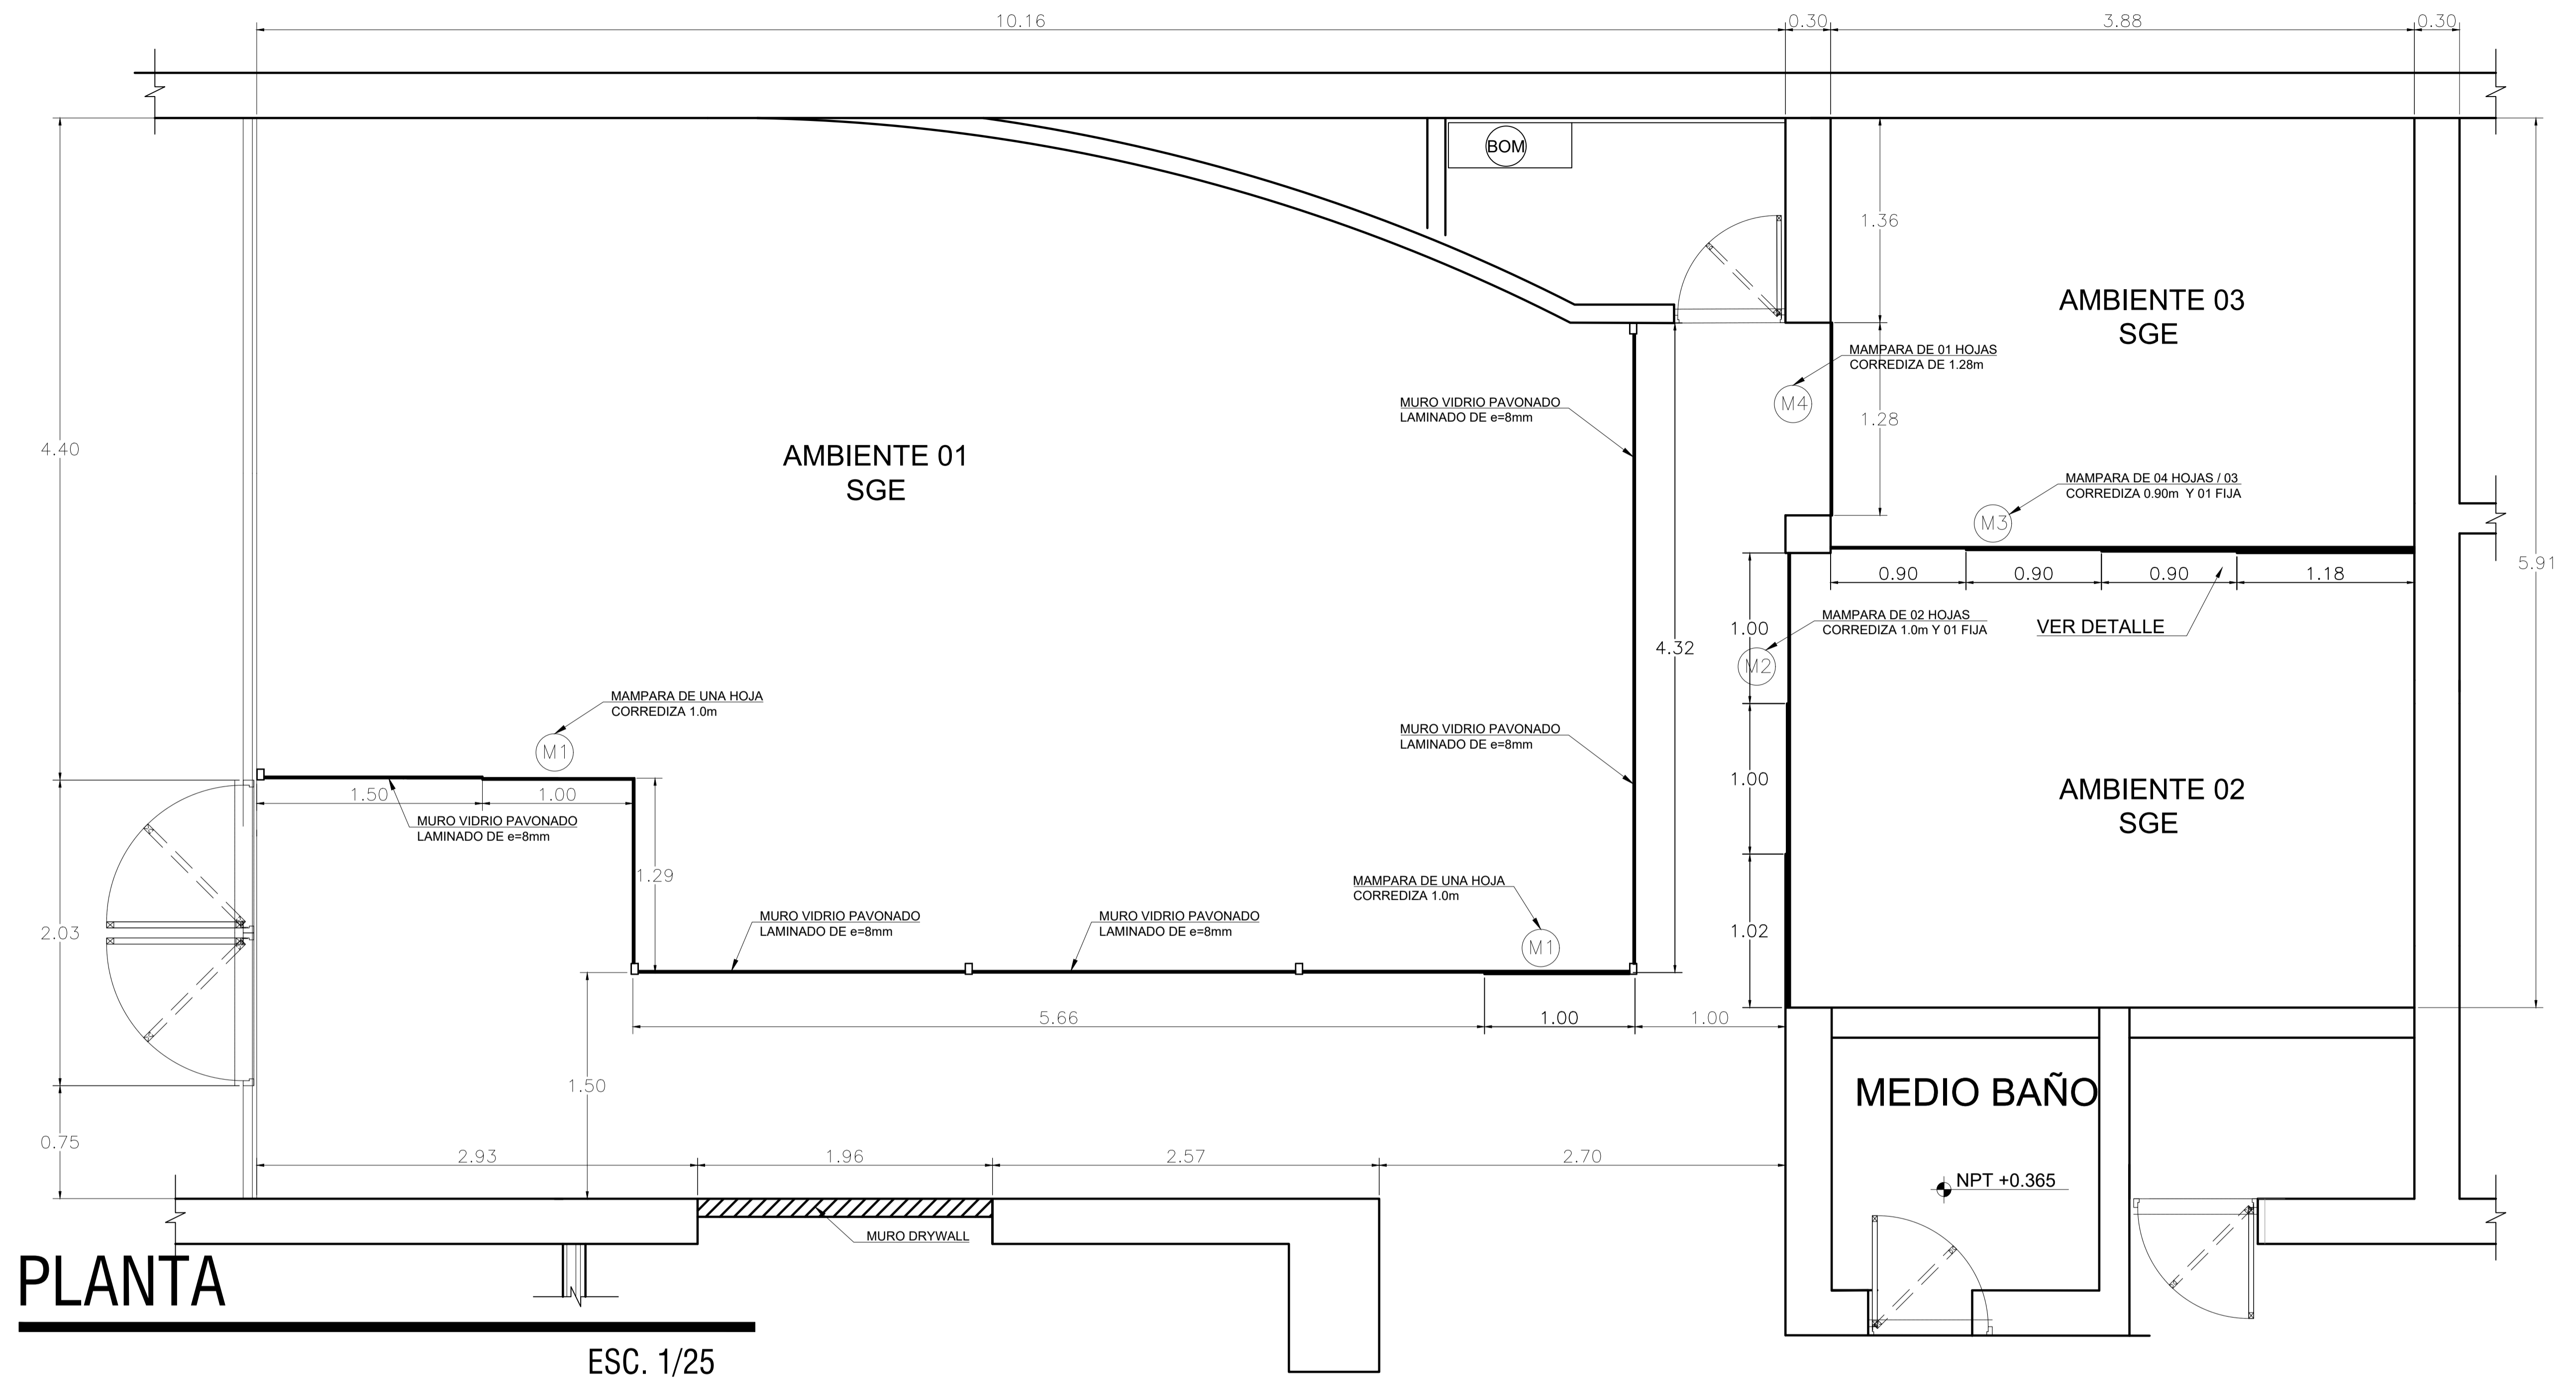 10.16
0.30
3.88
0.30
BOM
1.36
AMBIENTE 03
SGE
MAMPARA DE 01 HOJAS
CORREDIZA DE 1.28m
M4
1.28
MURO VIDRIO PAVONADO
LAMINADO DE e=8mm
4.40
AMBIENTE 01
SGE
MAMPARA DE 04 HOJAS / 03
CORREDIZA 0.90m Y 01 FIJA
M3
5.91
0.90
0.90
0.90
1.18
MAMPARA DE 02 HOJAS
CORREDIZA 1.0m Y 01 FIJA
VER DETALLE
1.00
M2
4.32
MAMPARA DE UNA HOJA
CORREDIZA 1.0m
M1
MURO VIDRIO PAVONADO
LAMINADO DE e=8mm
1.00
AMBIENTE 02
SGE
1.50
1.00
MURO VIDRIO PAVONADO
LAMINADO DE e=8mm
1.29
MAMPARA DE UNA HOJA
CORREDIZA 1.0m
M1
MURO VIDRIO PAVONADO
LAMINADO DE e=8mm
MURO VIDRIO PAVONADO
LAMINADO DE e=8mm
2.03
1.02
5.66
1.00
1.00
1.50
MEDIO BAÑO
0.75
2.93
1.96
2.57
2.70
NPT +0.365
MURO DRYWALL
PLANTA
ESC. 1/25